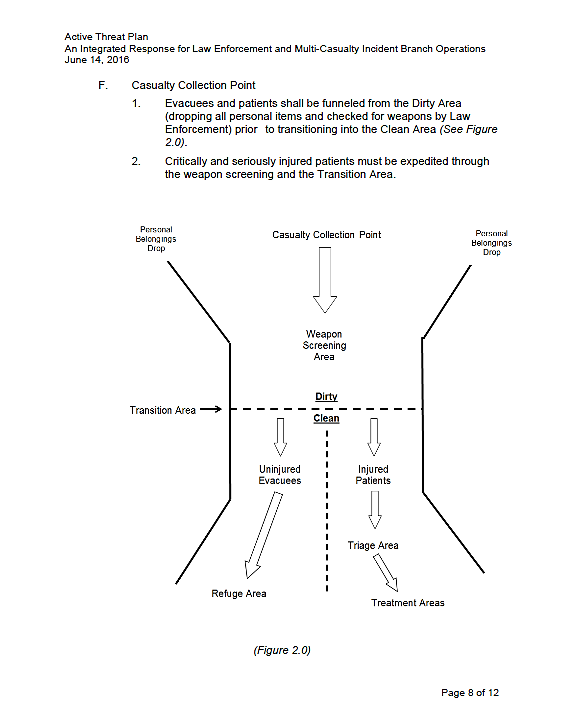 Active Threat Plan
An Integrated Response for Law Enforcement and Multi-Casualty Incident Branch Operations
June 14, 2016
F. Casualty Collection Point
1. Evacuees and patients shall be funneled from the Dirty Area
(dropping all personal items and checked for weapons by Law
Enforcement) prior to transitioning into the Clean Area (See Figure
2.0).
2. Critically and seriously injured patients must be expedited through
the weapon screening and the Transition Area.
Personal
Belongings
Drop
Casualty Collection Point
Personal
Belongings
Drop
Weapon
Screening
Area
Dirty
Transition Area
Clean
Uninjured
Evacuees
Injured
Patients
Triage Area
Refuge Area
Treatment Areas
(Figure 2.0)
Page 8 of 12